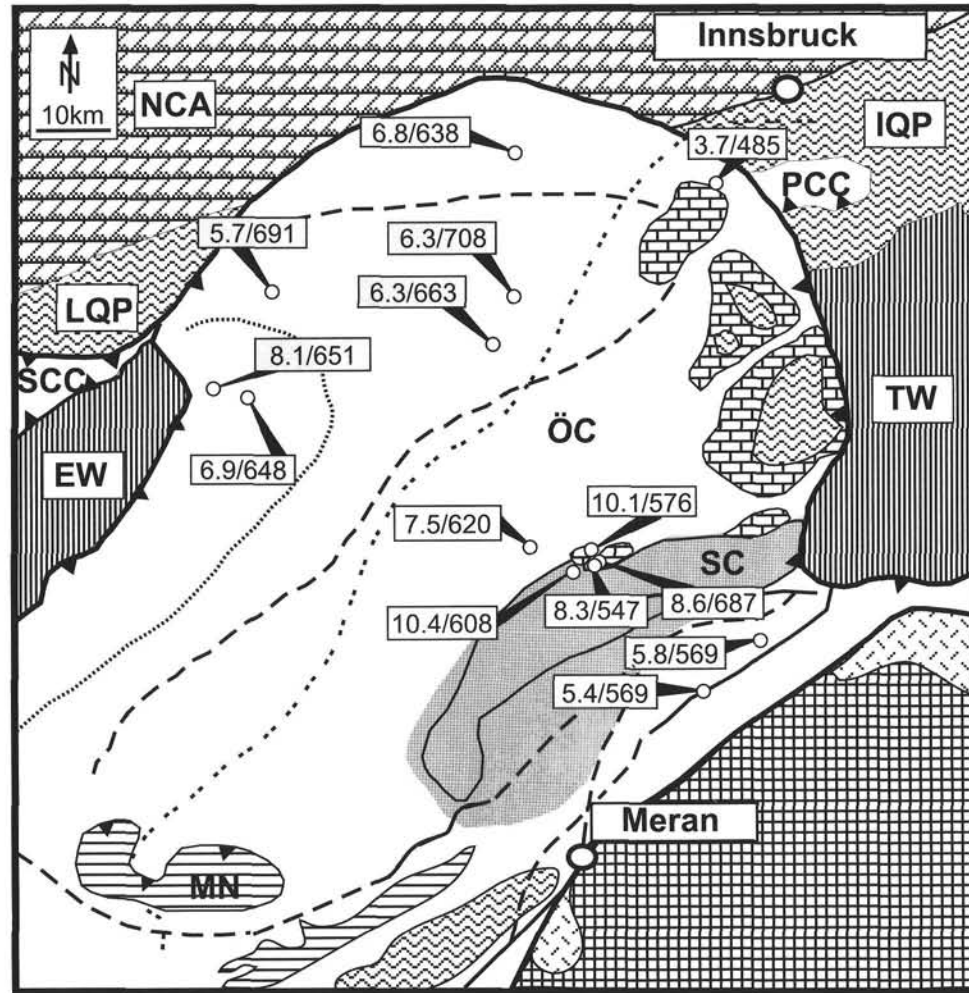 Innsbruck
N
10km
NCA
IQP
6.8/638
3.7/485
PCC
5.7/691
6.3/708
6.3/663
LQP
8.1/651
SCC
TW
ÖC
EW
6.9/648
10.1/576
7.5/620
SC
10.4/608
8.3/547
8.6/687
5.8/569
5.4/569
Meran
MN